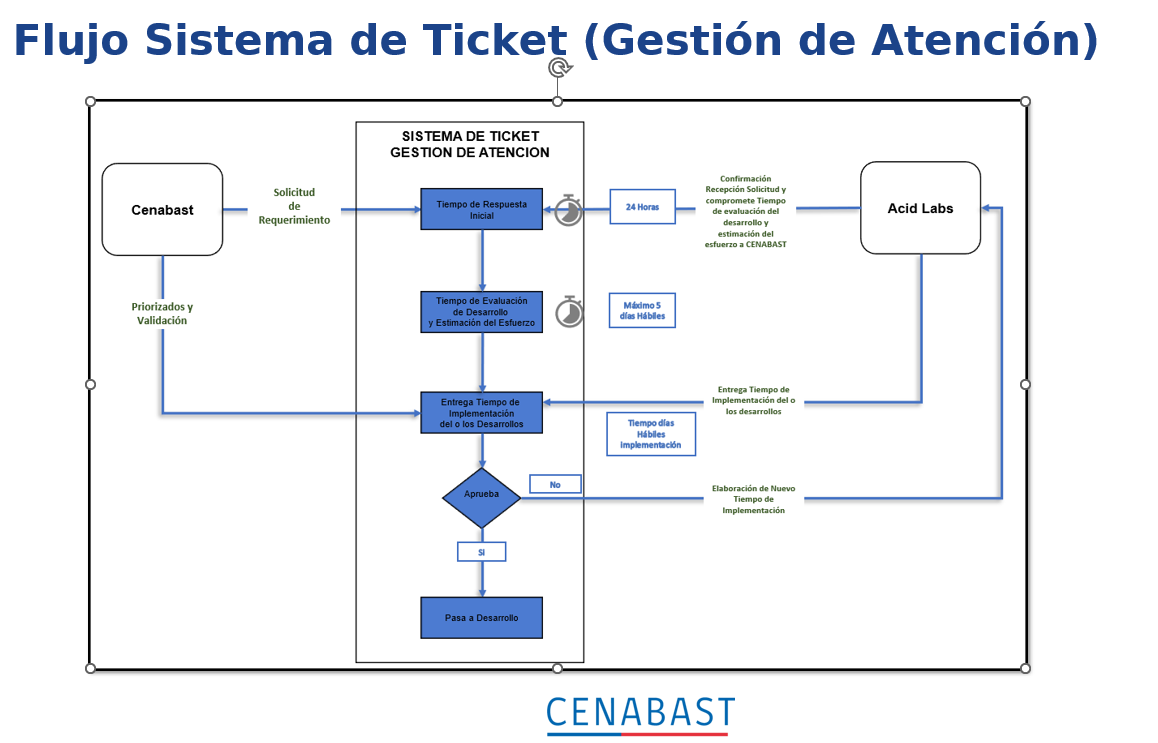 Flujo Sistema de Ticket (Gestión de Atención)
SISTEMA DE TICKET
GESTION DE ATENCION
Cenabast
Solicitud
de
Requerimiento
Tiempo de Respuesta
Inicial
24 Horas
Confirmación
Recepción Solicitud y
compromete Tiempo
de evaluación del
desarrollo y
estimación del
esfuerzo a CENABAST
Acid Labs
Priorizados y
Validación
Tiempo de Evaluación
de Desarrollo
y Estimación del Esfuerzo
Máximo 5
días Hábiles
Entrega Tiempo de
Implementación
del o los Desarrollos
Entrega Tiempo de
Implementación del o
los desarrollos
Tiempo días
Hábiles
Implementación
Aprueba
No
Elaboración de Nuevo
Tiempo de
Implementación
Si
Pasa a Desarrollo
CENABAST